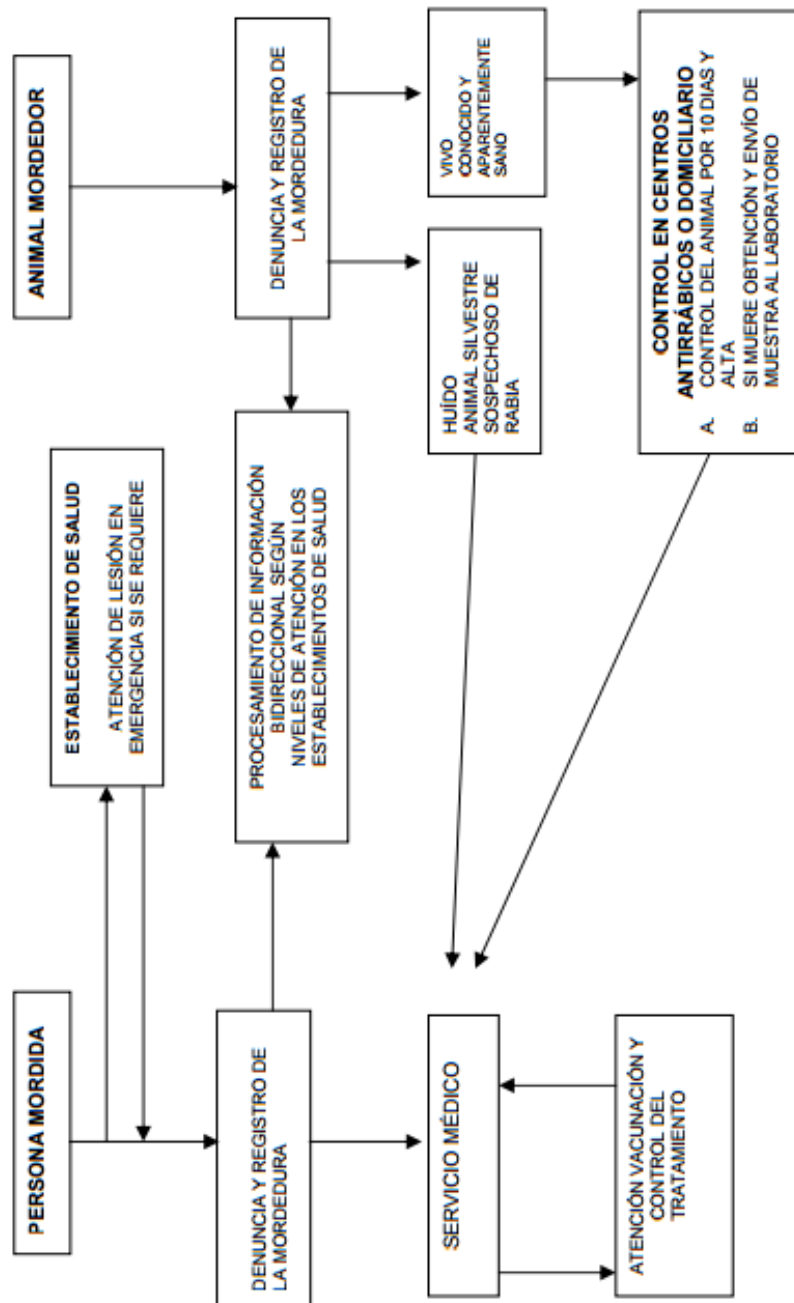 PERSONA MORDIDA
ANIMAL MORDEDOR
ESTABLECIMIENTO DE SALUD
ATENCIÓN DE LESIÓN EN
EMERGENCIA SI SE REQUIERE
DENUNCIA Y REGISTRO DE
LA MORDEDURA
PROCESAMIENTO DE INFORMACIÓN
BIDIRECCIONAL SEGÚN
NIVELES DE ATENCIÓN EN LOS
ESTABLECIMIENTOS DE SALUD
DENUNCIA Y REGISTRO DE
LA MORDEDURA
SERVICIO MÉDICO
HUÍDO
ANIMAL SILVESTRE
SOSPECHOSO DE
RABIA
VIVO
CONOCIDO Y
APARENTEMENTE
SANO
ATENCIÓN VACUNACIÓN Y
CONTROL DEL
TRATAMIENTO
CONTROL EN CENTROS
ANTIRRÁBICOS O DOMICILIARIO
A. CONTROL DEL ANIMAL POR 10 DIAS Y
ALTA
B. SI MUERE OBTENCIÓN Y ENVÍO DE
MUESTRA AL LABORATORIO